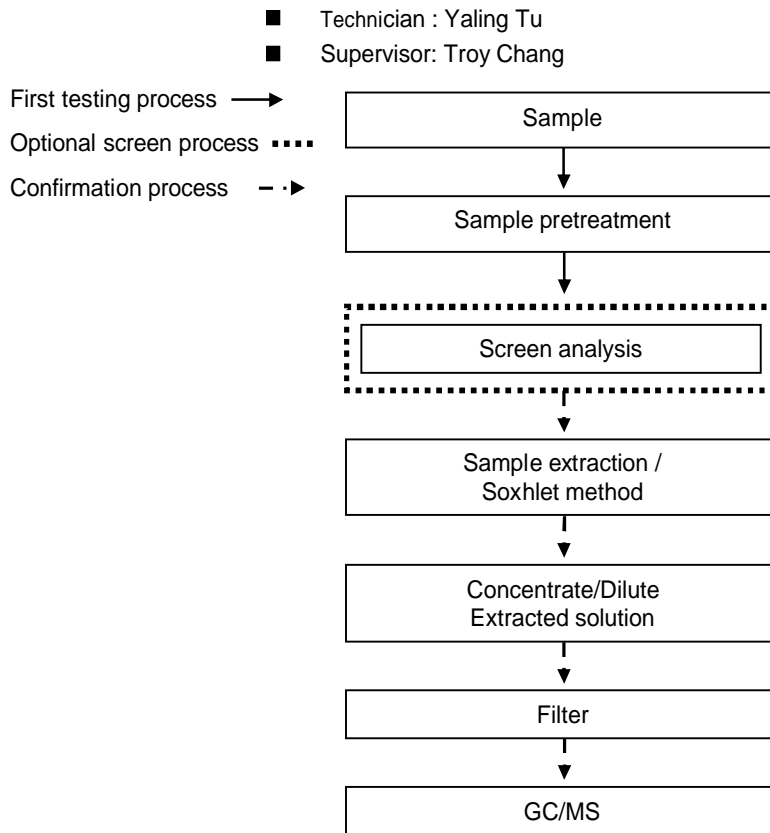 ■ Technician : Yaling Tu
■ Supervisor: Troy Chang
First testing process
Optional screen process
Confirmation process
Sample
Sample pretreatment
Screen analysis
Sample extraction /
Soxhlet method
Concentrate/Dilute
Extracted solution
Filter
GC/MS